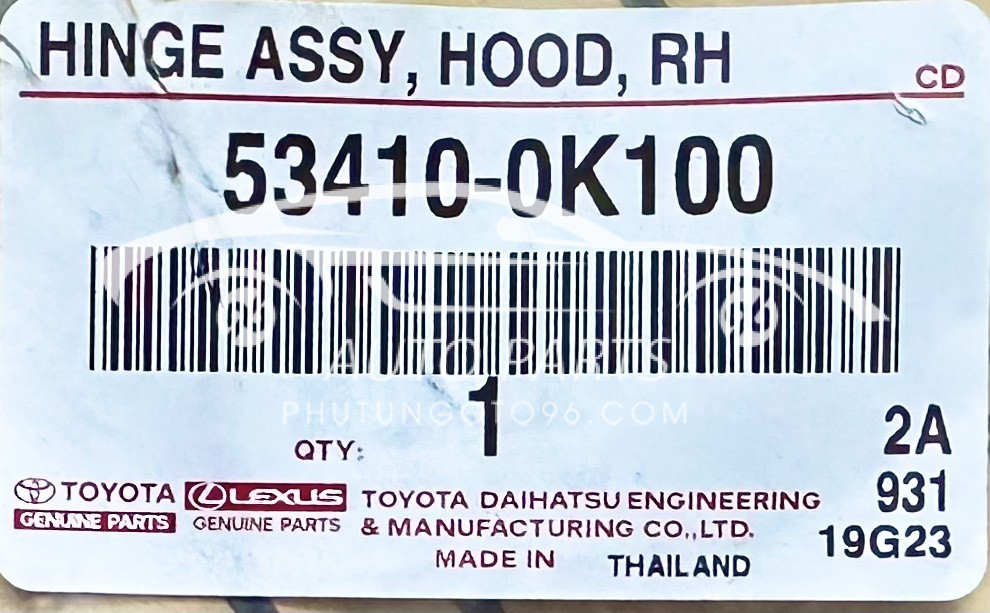 HINGE ASSY, HOOD, RH
CD
53410-0K100
AUTO PARTS
PHUTUNGOTO96.COM
QTY: 1
2A
931
19G23
TOYOTA
GENUINE PARTS
LEXUS
GENUINE PARTS
TOYOTA DAIHATSU ENGINEERING
& MANUFACTURING CO.,LTD.
MADE IN THAILAND